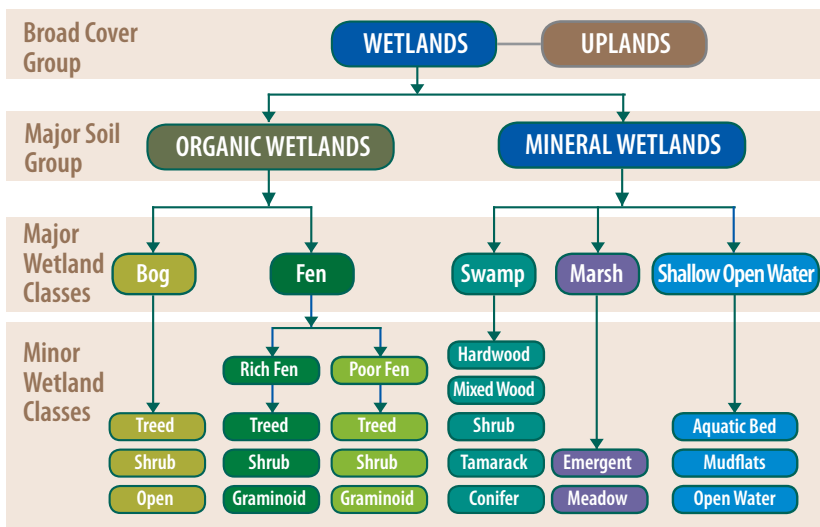 Broad Cover
Group
WETLANDS
UPLANDS
Major Soil
Group
ORGANIC WETLANDS
MINERAL WETLANDS
Major
Wetland
Classes
Bog
Fen
Swamp
Marsh
Shallow Open Water
Minor
Wetland
Classes
Rich Fen
Poor Fen
Hardwood
Mixed Wood
Treed
Treed
Treed
Shrub
Aquatic Bed
Shrub
Shrub
Shrub
Tamarack
Emergent
Mudflats
Open
Graminoid
Graminoid
Conifer
Meadow
Open Water